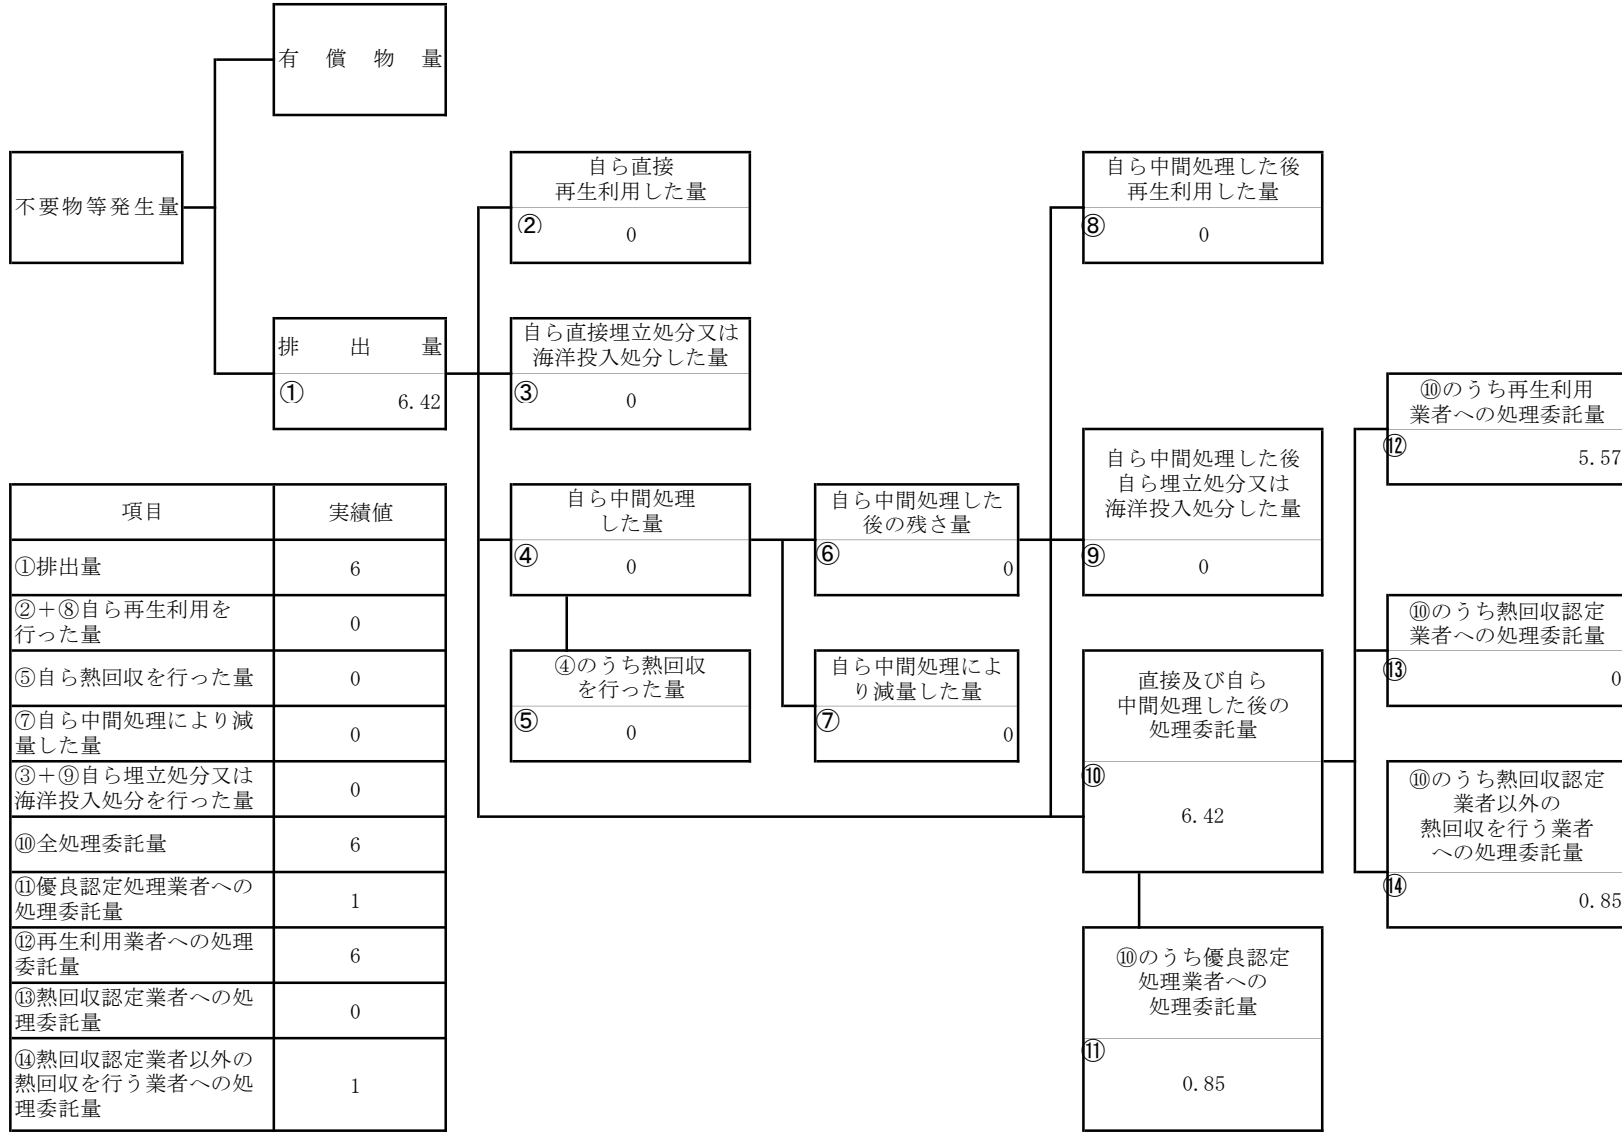 有償物量
不要物等発生量
排出量
① 6.42
自ら直接
再生利用した量
② 0
自ら直接埋立処分又は
海洋投入処分した量
③ 0
自ら中間処理
した量
④ 0
④のうち熱回収
を行った量
⑤ 0
自ら中間処理した
後の残さ量
⑥ 0
自ら中間処理によ
り減量した量
⑦ 0
自ら中間処理した後
再生利用した量
⑧ 0
自ら中間処理した後
自ら埋立処分又は
海洋投入処分した量
⑨ 0
直接及び自ら
中間処理した後の
処理委託量
⑩
6.42
⑩のうち優良認定
処理業者への
処理委託量
⑪
0.85
⑩のうち再生利用
業者への処理委託量
⑫ 5.57
⑩のうち熱回収認定
業者への処理委託量
⑬ 0
⑩のうち熱回収認定
業者以外の
熱回収を行う業者
への処理委託量
⑭ 0.85
項目 実績値
①排出量 6
②+⑧自ら再生利用を
行った量 0
⑤自ら熱回収を行った量 0
⑦自ら中間処理により減
量した量 0
③+⑨自ら埋立処分又は
海洋投入処分を行った量 0
⑩全処理委託量 6
⑪優良認定処理業者への
処理委託量 1
⑫再生利用業者への処理
委託量 6
⑬熱回収認定業者への処
理委託量 0
⑭熱回収認定業者以外の
熱回収を行う業者への処
理委託量 1